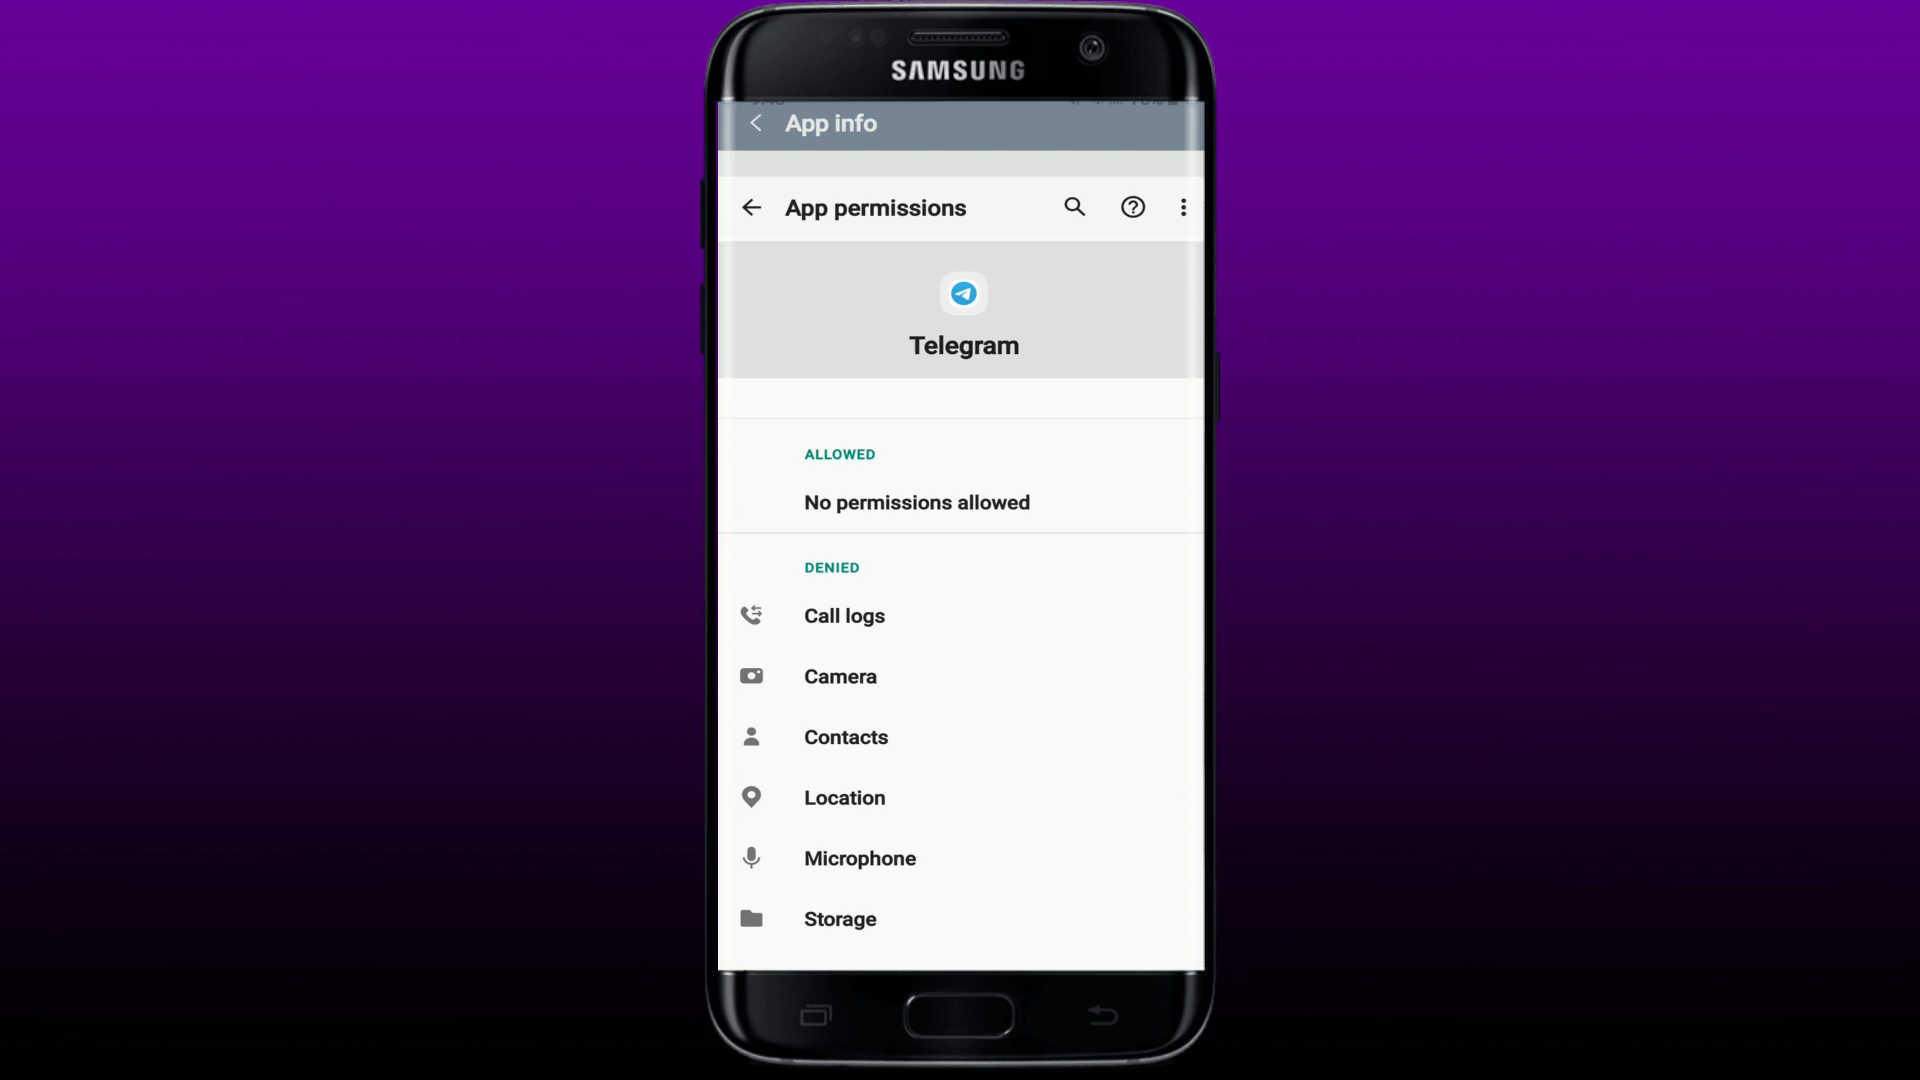 SAMSUNG
App info
App permissions
Telegram
ALLOWED
No permissions allowed
DENIED
Call logs
Camera
Contacts
Location
Microphone
Storage